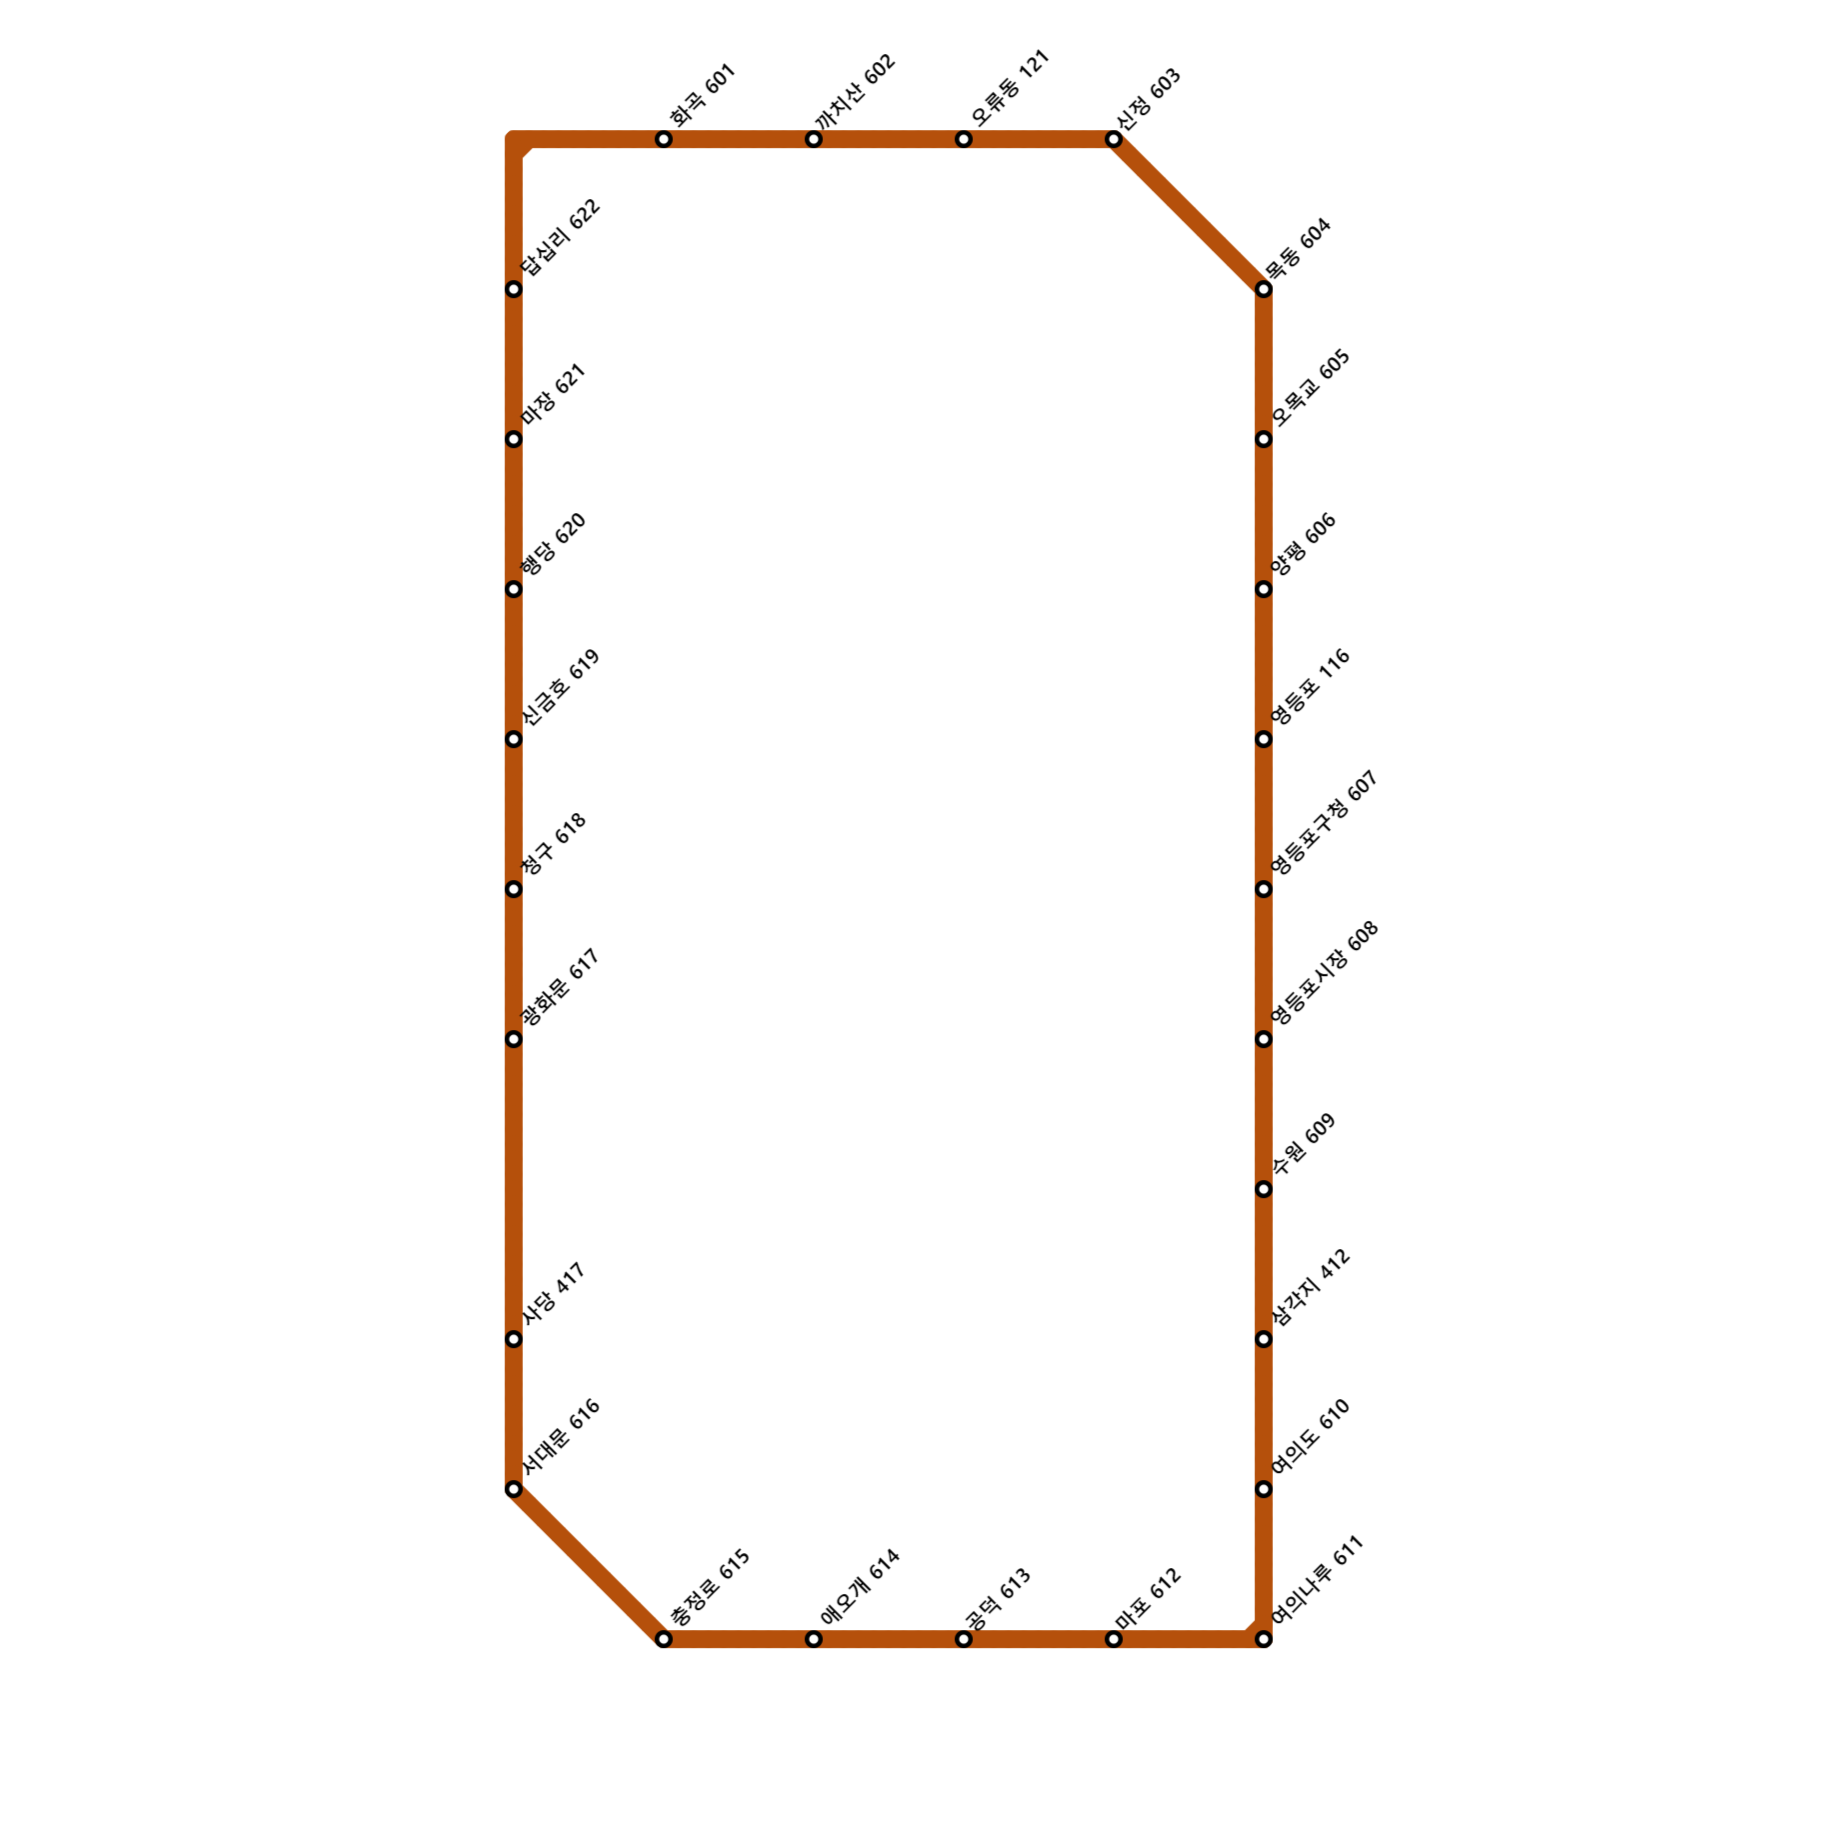 화곡 601
까치산 602
오류동 121
신정 603
목동 604
오목교 605
양평 606
영등포 116
영등포구청 607
영등포시장 608
수원 609
삼각지 412
여의도 610
여의나루 611
마포 612
공덕 613
애오개 614
충정로 615
서대문 616
사당 417
광화문 617
청구 618
신금호 619
행당 620
마장 621
답십리 622